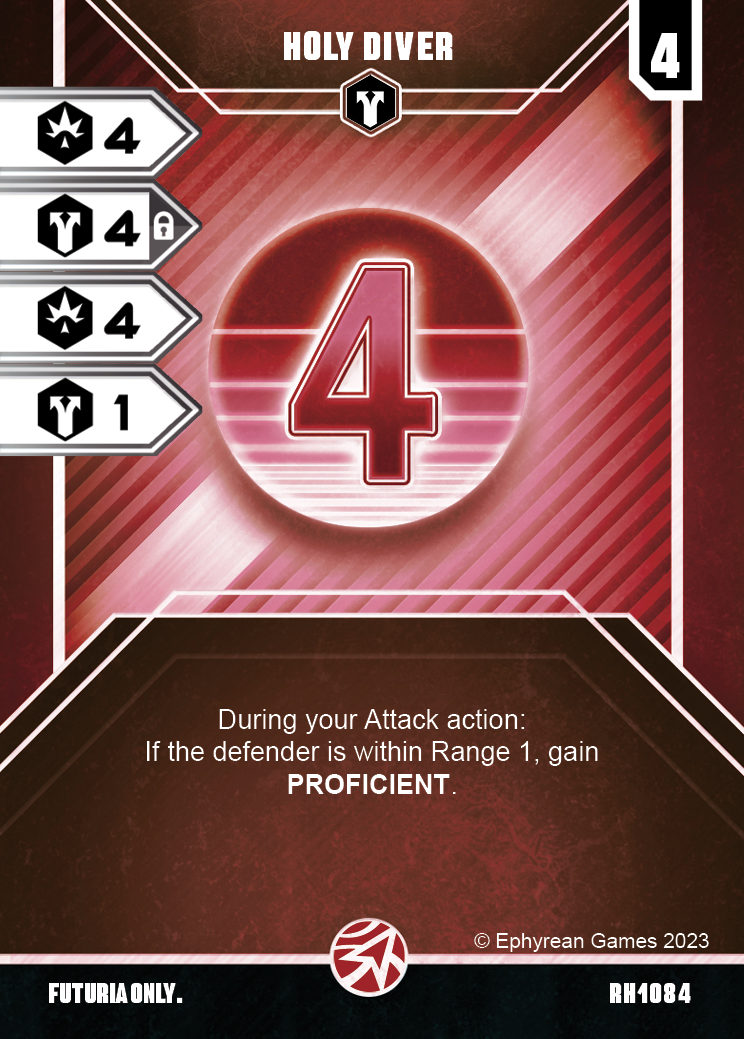 HOLY DIVER
4
4
4
4
1
4
During your Attack action:
If the defender is within Range 1, gain
PROFICIENT.
© Ephyrean Games 2023
FUTURIA ONLY.
RH1084